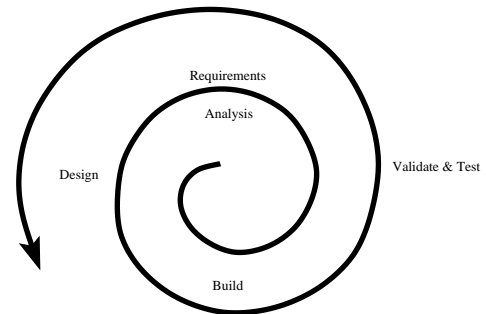 Requirements
Analysis
Design
Validate & Test
Build